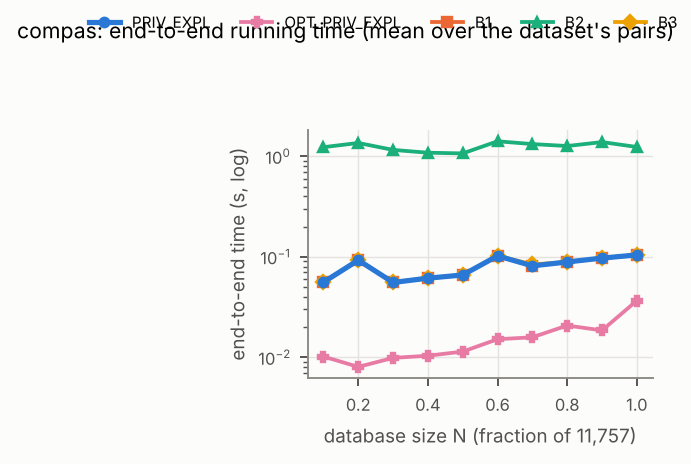 PRIV_EXPL OPT_PRIV_EXPL B1 B2 B3
compas: end-to-end running time (mean over the dataset's pairs)
end-to-end time (s, log)
10⁰
10⁻¹
10⁻²
0.2 0.4 0.6 0.8 1.0
database size N (fraction of 11,757)